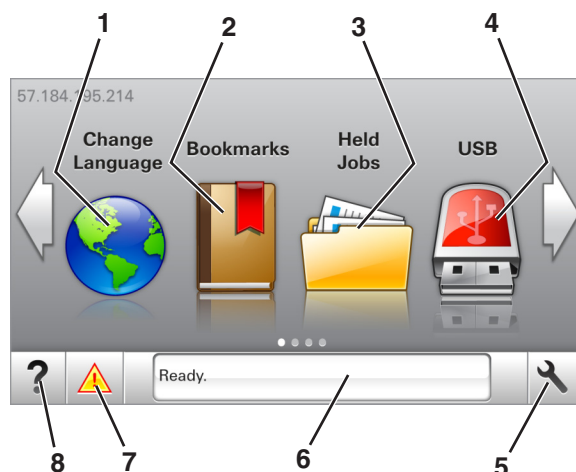 1 2 3 4
57.184.195.214
Change
Language
Bookmarks
Held
Jobs
USB
?
Ready.
8 7 6 5